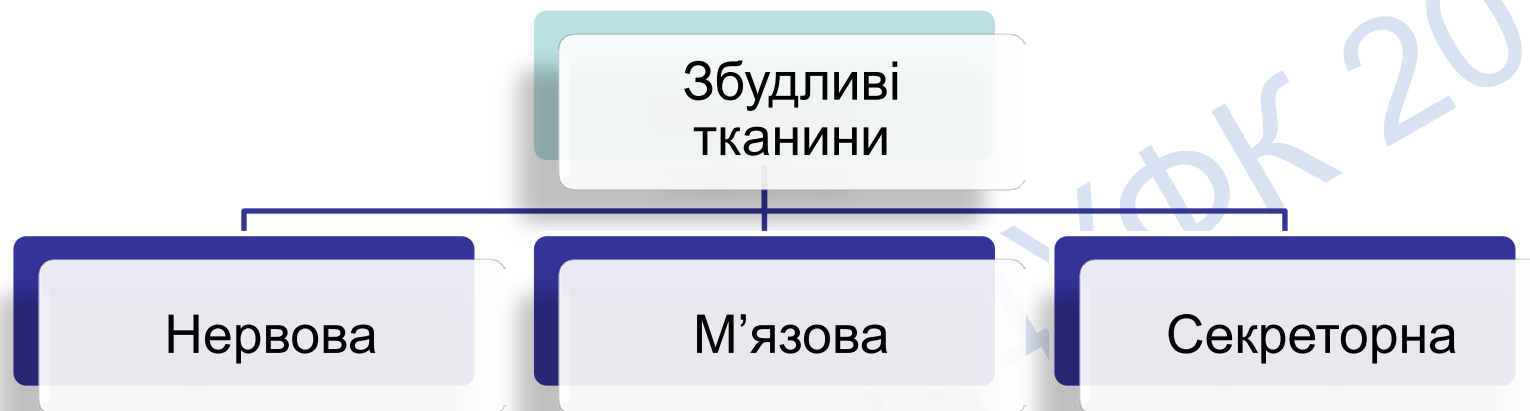 Збудливі
тканини
Нервова
М’язова
Секреторна